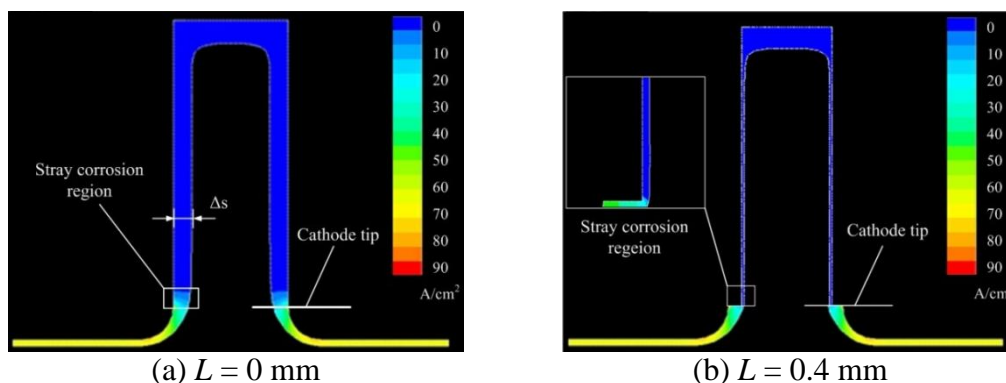 0
10
20
30
40
50
60
70
80
90
A/cm²
Stray corrosion
region
Δs
Cathode tip
(a) L = 0 mm
0
10
20
30
40
50
60
70
80
90
A/cm
Stray corrosion
regeion
Cathode tip
(b) L = 0.4 mm